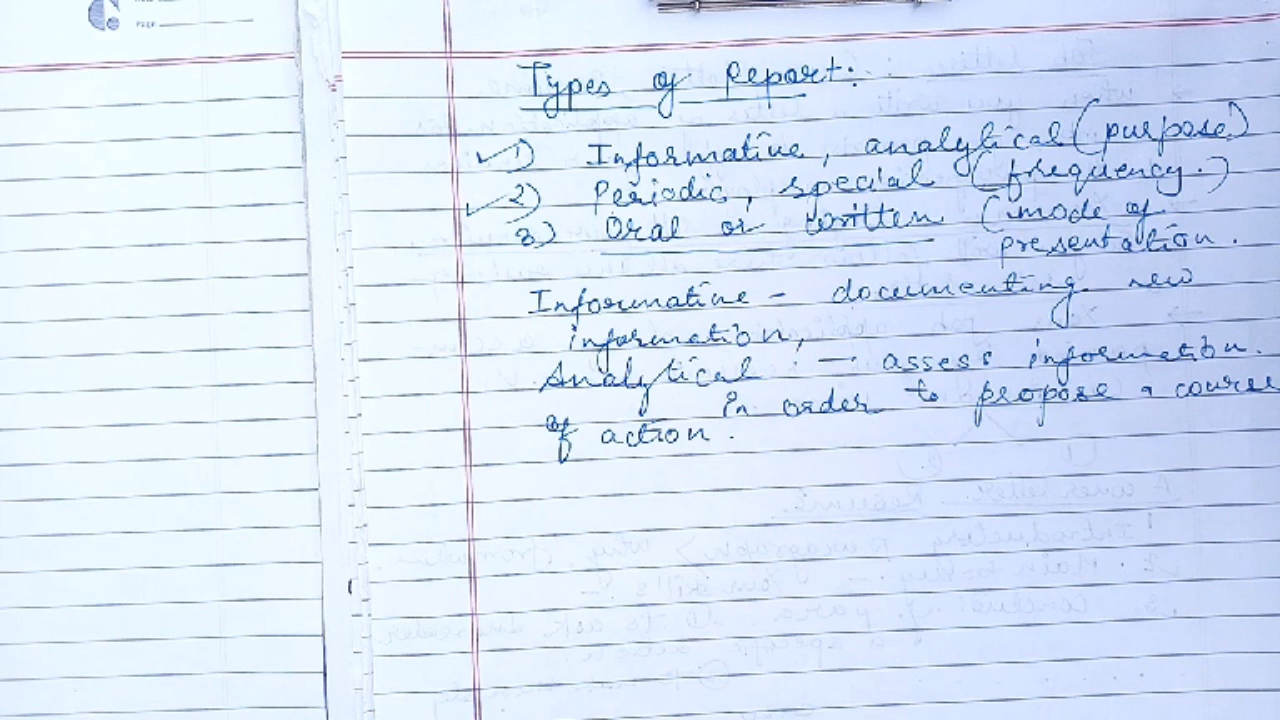 Types of Report:
1) Informative, analytical (purpose)
2) Periodic, special (frequency.)
3) Oral or written (mode of
presentation.
Informative - documenting new
information,
Analytical : - assess information.
in order to propose a course
of action.